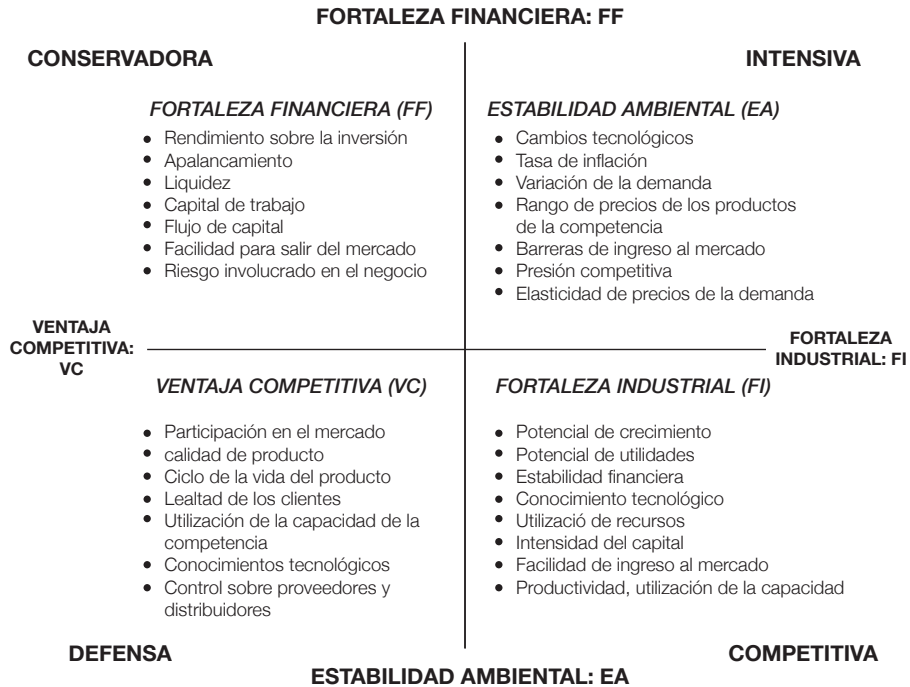 FORTALEZA FINANCIERA: FF
CONSERVADORA
INTENSIVA
FORTALEZA FINANCIERA (FF)
• Rendimiento sobre la inversión
• Apalancamiento
• Liquidez
• Capital de trabajo
• Flujo de capital
• Facilidad para salir del mercado
• Riesgo involucrado en el negocio
ESTABILIDAD AMBIENTAL (EA)
• Cambios tecnológicos
• Tasa de inflación
• Variación de la demanda
• Rango de precios de los productos
de la competencia
• Barreras de ingreso al mercado
• Presión competitiva
• Elasticidad de precios de la demanda
VENTAJA
COMPETITIVA:
VC
FORTALEZA
INDUSTRIAL: FI
VENTAJA COMPETITIVA (VC)
• Participación en el mercado
• calidad de producto
• Ciclo de la vida del producto
• Lealtad de los clientes
• Utilización de la capacidad de la
competencia
• Conocimientos tecnológicos
• Control sobre proveedores y
distribuidores
FORTALEZA INDUSTRIAL (FI)
• Potencial de crecimiento
• Potencial de utilidades
• Estabilidad financiera
• Conocimiento tecnológico
• Utilizació de recursos
• Intensidad del capital
• Facilidad de ingreso al mercado
• Productividad, utilización de la capacidad
DEFENSA
COMPETITIVA
ESTABILIDAD AMBIENTAL: EA